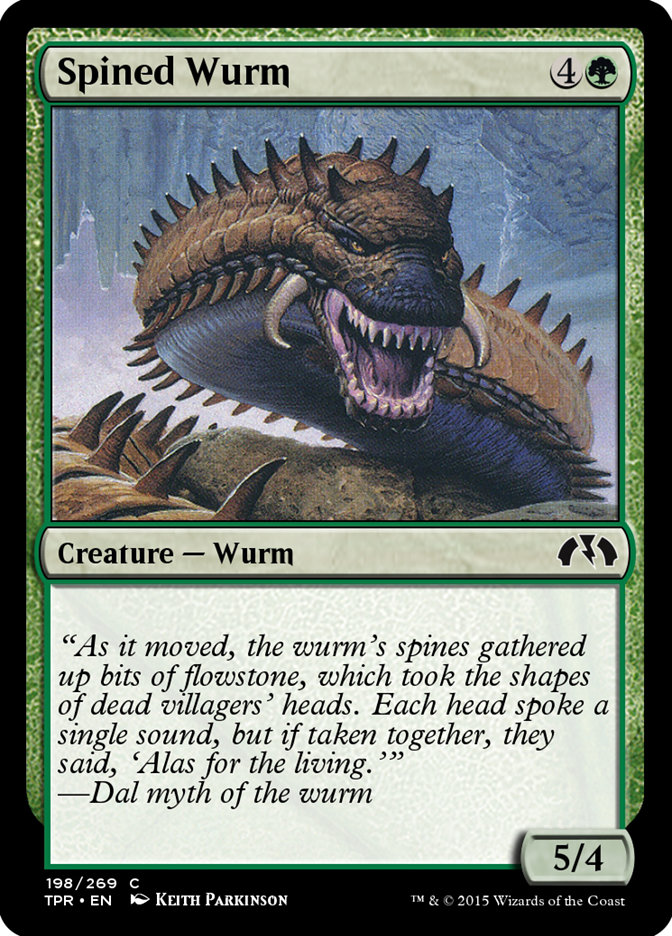 Spined Wurm
4
Creature — Wurm
“As it moved, the wurm’s spines gathered
up bits of flowstone, which took the shapes
of dead villagers’ heads. Each head spoke a
single sound, but if taken together, they
said, ‘Alas for the living.’”
—Dal myth of the wurm
5/4
198/269 C
TPR • EN Keith Parkinson
™ & © 2015 Wizards of the Coast